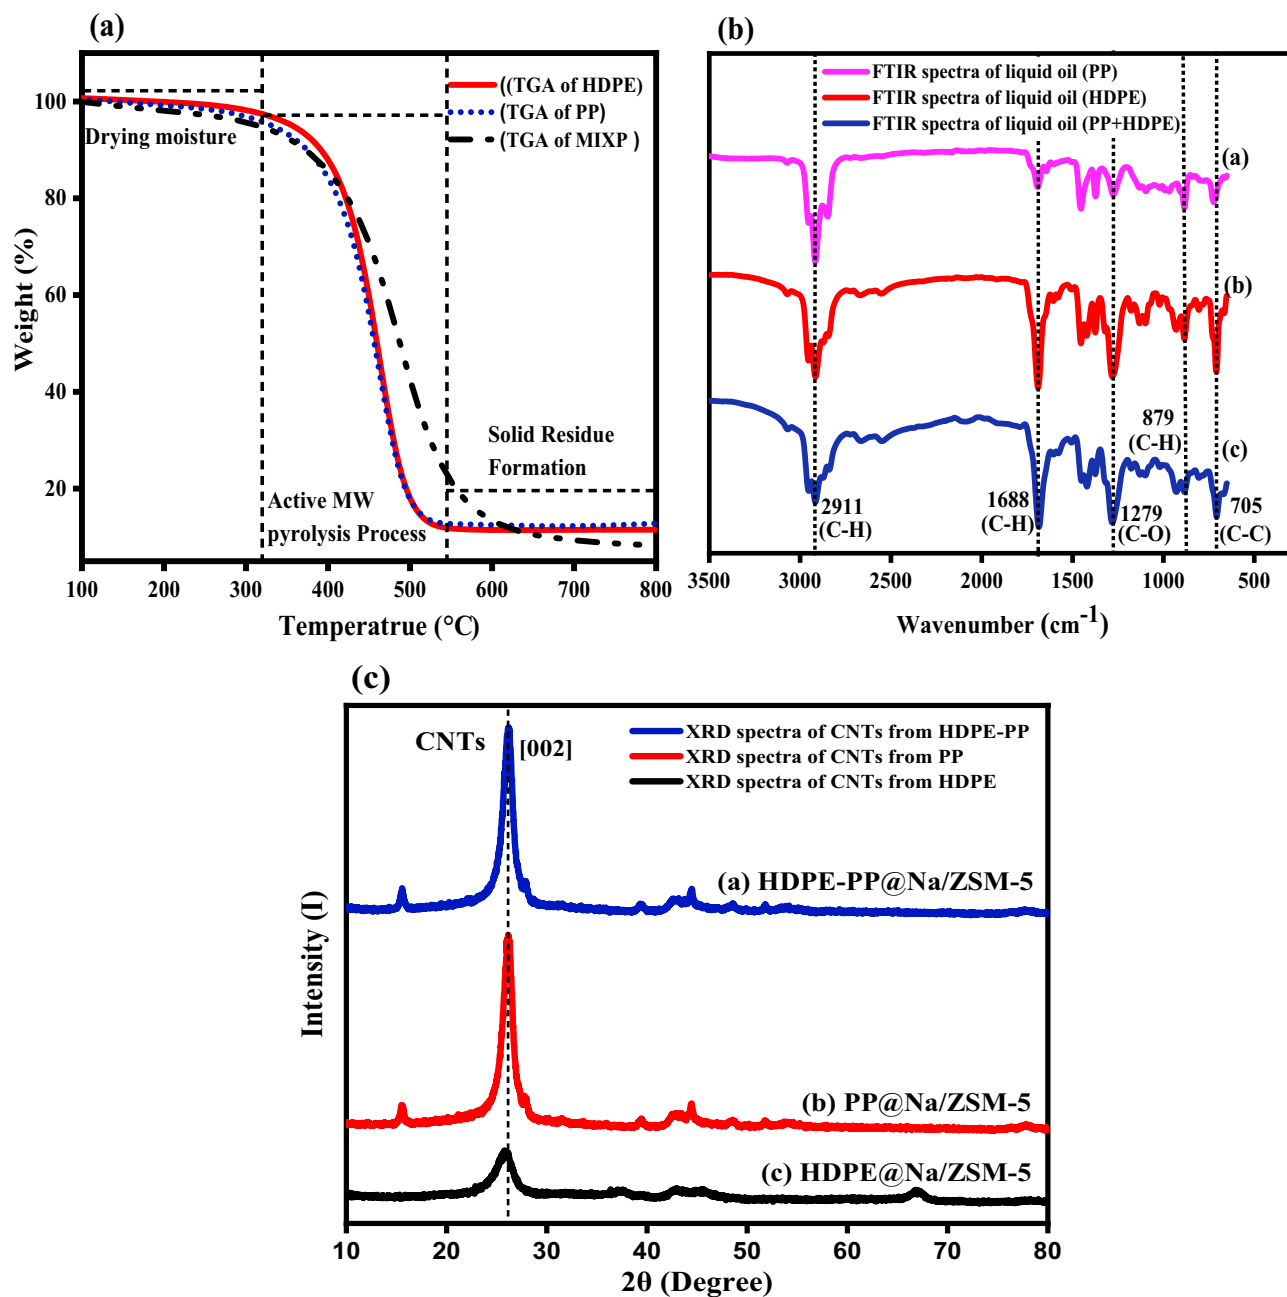 (a)
((TGA of HDPE)
(TGA of PP)
(TGA of MIXP )
Drying moisture
Solid Residue
Formation
Active MW
pyrolysis Process
Weight (%)
100
80
60
40
20
100 200 300 400 500 600 700 800
Temperatrue (°C)
(b)
FTIR spectra of liquid oil (PP)
FTIR spectra of liquid oil (HDPE)
FTIR spectra of liquid oil (PP+HDPE)
(a)
(b)
(c)
879
(C-H)
2911
(C-H)
1688
(C-H)
1279
(C-O)
705
(C-C)
3500 3000 2500 2000 1500 1000 500
Wavenumber (cm-1)
(c)
CNTs
[002]
XRD spectra of CNTs from HDPE-PP
XRD spectra of CNTs from PP
XRD spectra of CNTs from HDPE
(a) HDPE-PP@Na/ZSM-5
(b) PP@Na/ZSM-5
(c) HDPE@Na/ZSM-5
Intensity (I)
10 20 30 40 50 60 70 80
2θ (Degree)